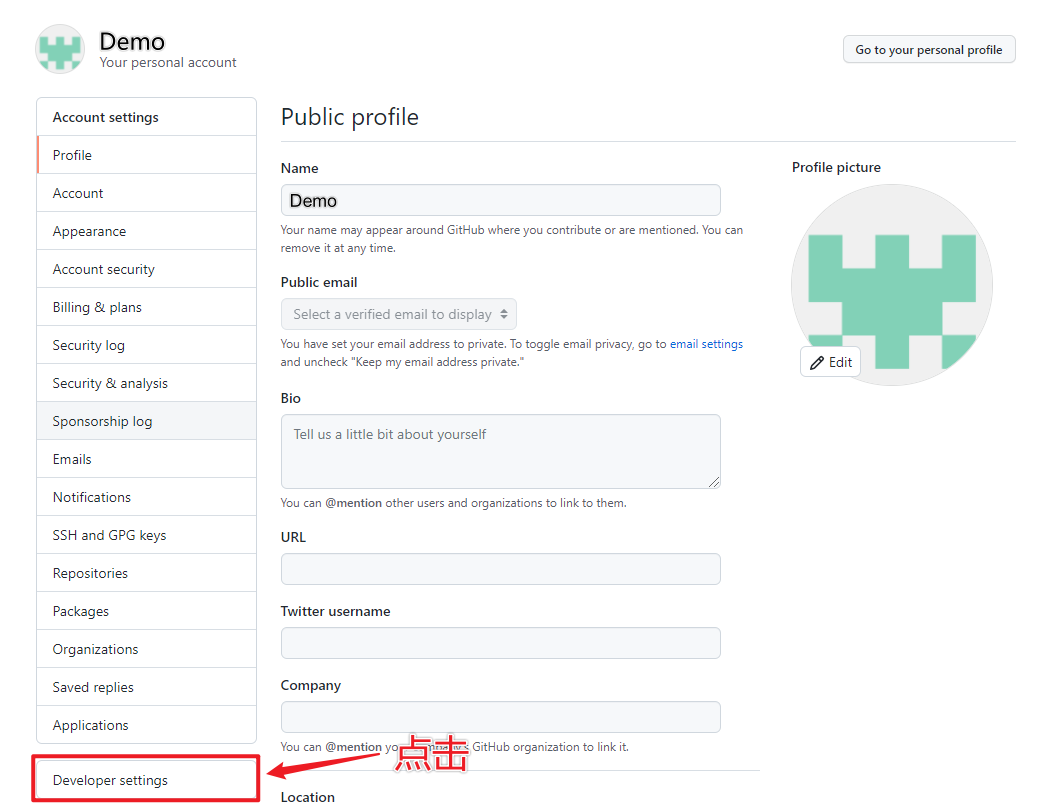 Demo
Your personal account
Go to your personal profile
Account settings
Profile
Account
Appearance
Account security
Billing & plans
Security log
Security & analysis
Sponsorship log
Emails
Notifications
SSH and GPG keys
Repositories
Packages
Organizations
Saved replies
Applications
Developer settings
Public profile
Name
Demo
Your name may appear around GitHub where you contribute or are mentioned. You can
remove it at any time.
Public email
Select a verified email to display
You have set your email address to private. To toggle email privacy, go to email settings
and uncheck "Keep my email address private."
Bio
Tell us a little bit about yourself
You can @mention other users and organizations to link to them.
URL
Twitter username
Company
You can @mention GitHub organization to link it.
点击
Location
Profile picture
Edit